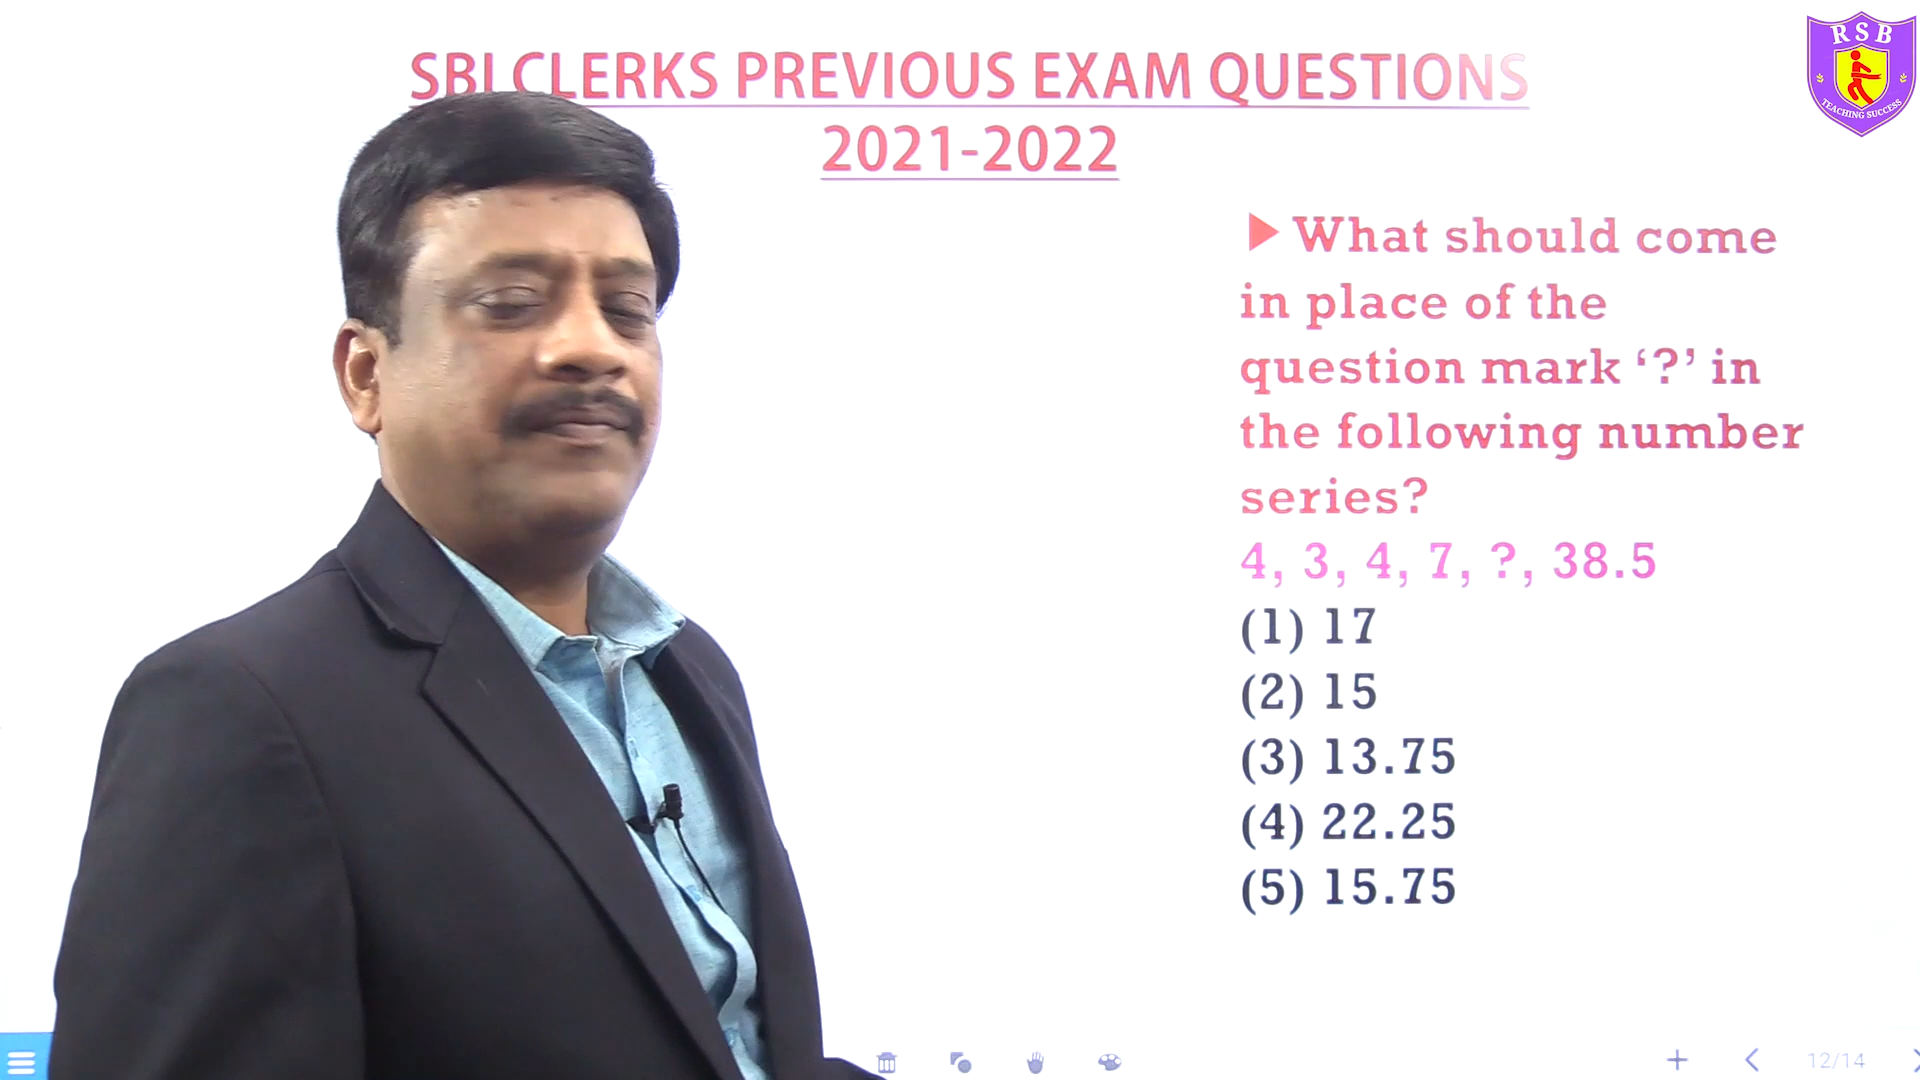 SBI CLERKS PREVIOUS EXAM QUESTIONS
2021-2022
RSB
TEACHING SUCCESS
What should come
in place of the
question mark ‘?’ in
the following number
series?
4, 3, 4, 7, ?, 38.5
(1) 17
(2) 15
(3) 13.75
(4) 22.25
(5) 15.75
12/14